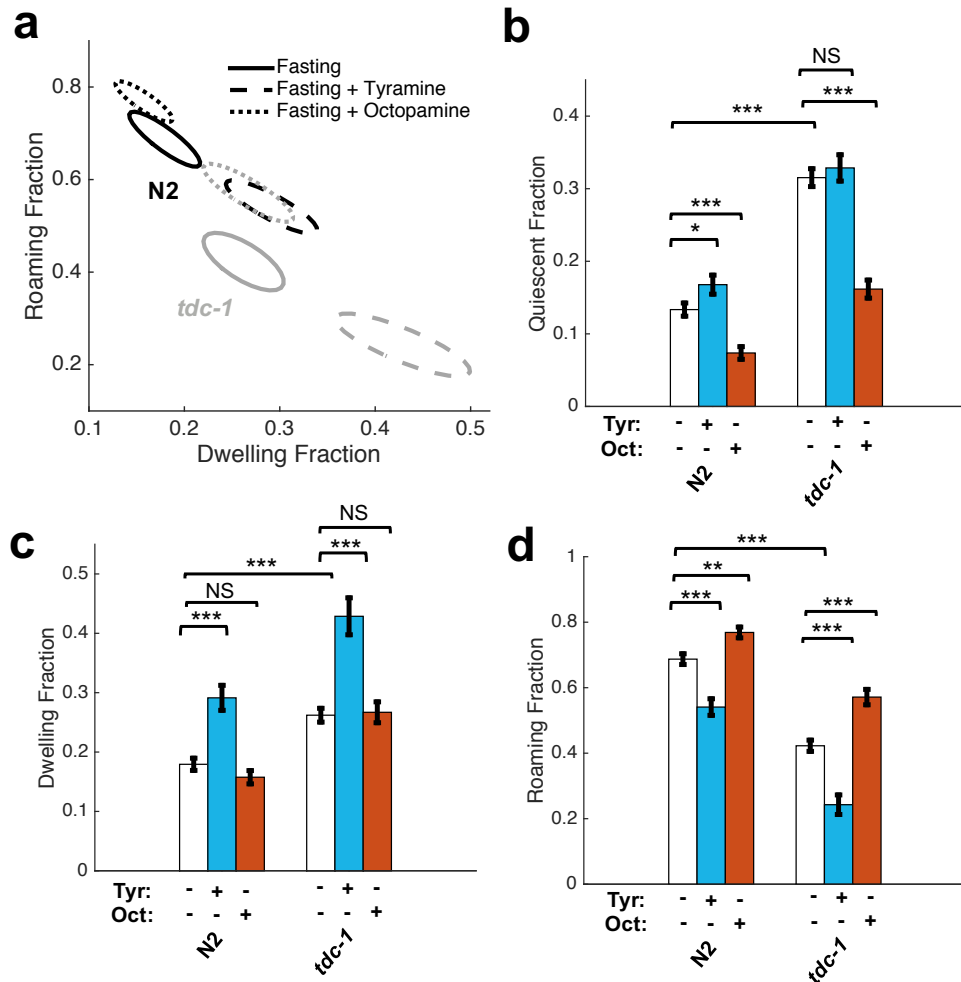 a
Roaming Fraction
0.8
0.6
0.4
0.2
0.1 0.2 0.3 0.4 0.5
Dwelling Fraction
Fasting
Fasting + Tyramine
Fasting + Octopamine
N2
tdc-1
b
Quiescent Fraction
0.4
0.3
0.2
0.1
0
NS
***
***
***
*
Tyr: - + - - + -
Oct: - - + - - +
N2 tdc-1
c
Dwelling Fraction
0.5
0.4
0.3
0.2
0.1
0
NS
***
***
NS
***
Tyr: - + - - + -
Oct: - - + - - +
N2 tdc-1
d
Roaming Fraction
1
0.8
0.6
0.4
0.2
0
***
**
***
***
***
Tyr: - + - - + -
Oct: - - + - - +
N2 tdc-1